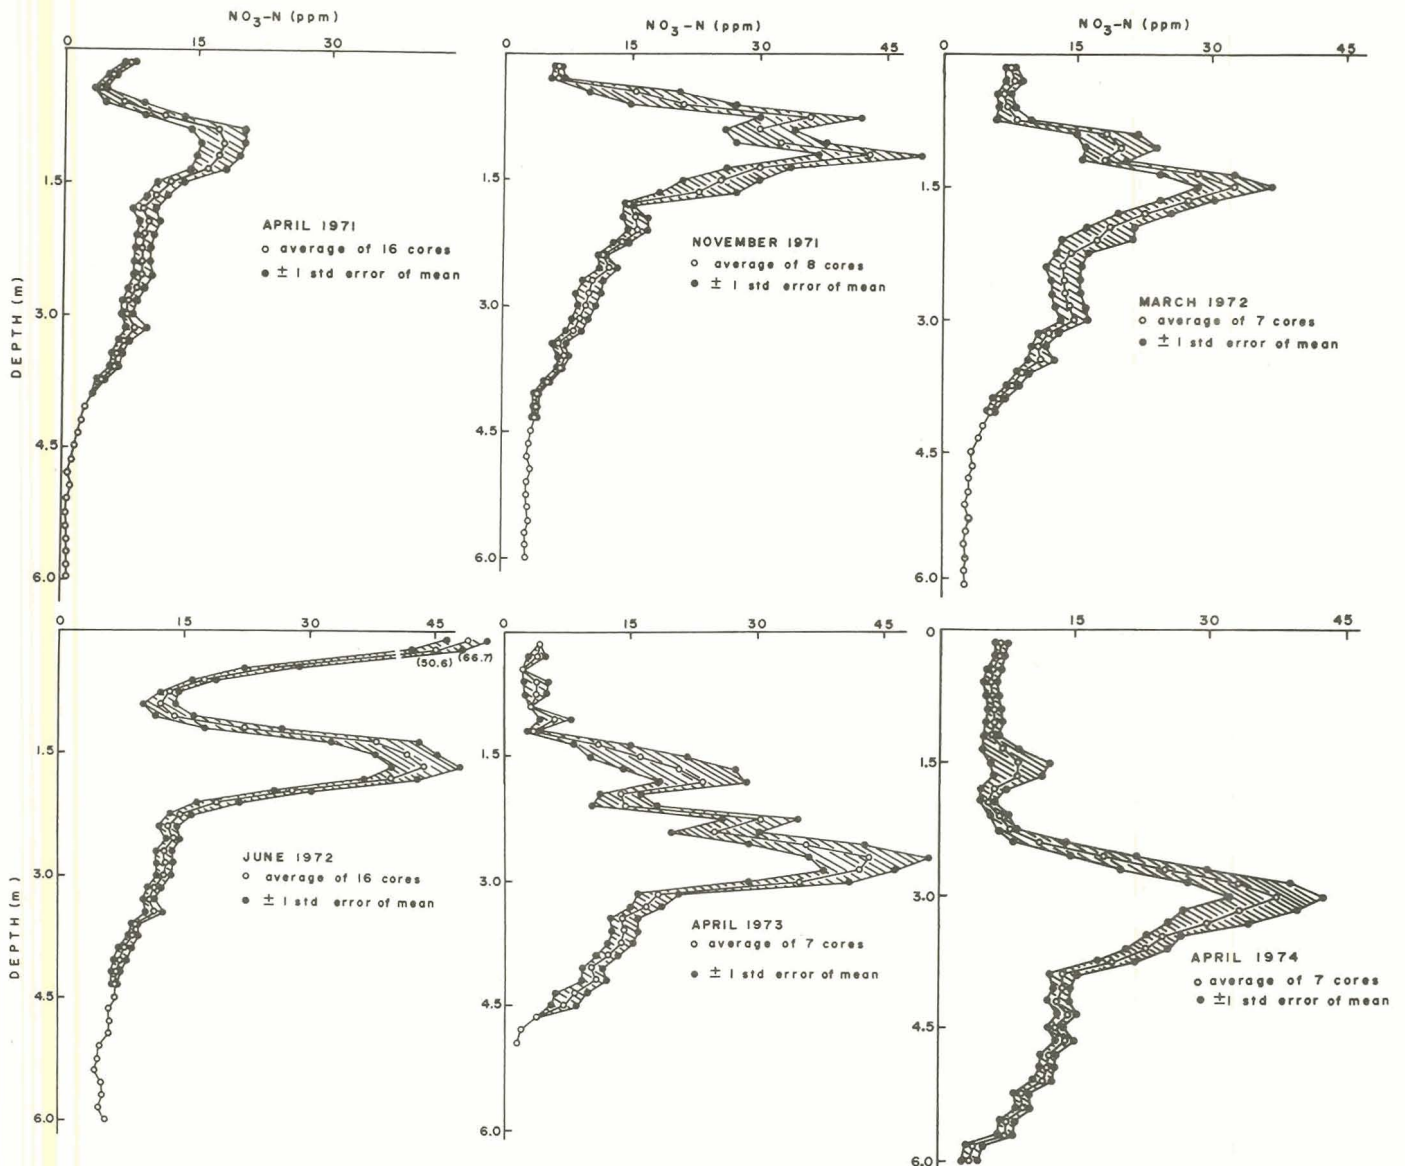 NO3-N (ppm)
0 15 30
DEPTH (m)
1.5
3.0
4.5
6.0
APRIL 1971
o average of 16 cores
● ± I std error of mean
NO3-N (ppm)
0 15 30 45
1.5
3.0
4.5
6.0
NOVEMBER 1971
o average of 8 cores
● ± I std error of mean
NO3-N (ppm)
0 15 30 45
1.5
3.0
4.5
6.0
MARCH 1972
o average of 7 cores
● ± I std error of mean
0 15 30 45
(50.6) (66.7)
DEPTH (m)
1.5
3.0
4.5
6.0
JUNE 1972
o average of 16 cores
● ± I std error of mean
0 15 30 45
1.5
3.0
4.5
6.0
APRIL 1973
o average of 7 cores
● ± I std error of mean
0 15 30 45
1.5
3.0
4.5
6.0
APRIL 1974
o average of 7 cores
● ± I std error of mean